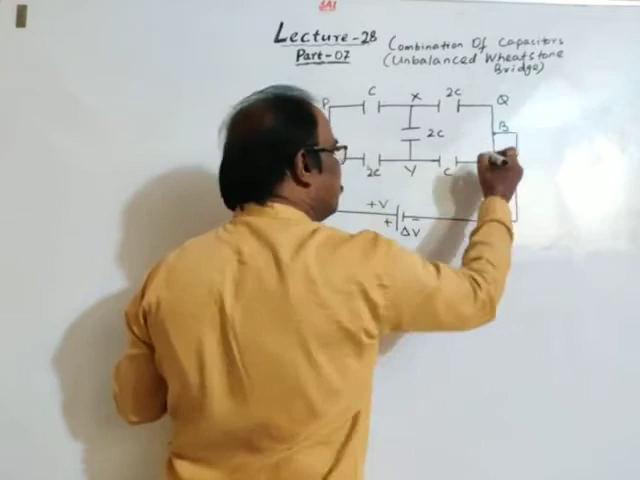 SAI
Lecture-28
Part-07
Combination Of Capacitors
(Unbalanced Wheatstone
Bridge)
P C X 2C Q
2C B
2C Y C
+V
+ -
ΔV